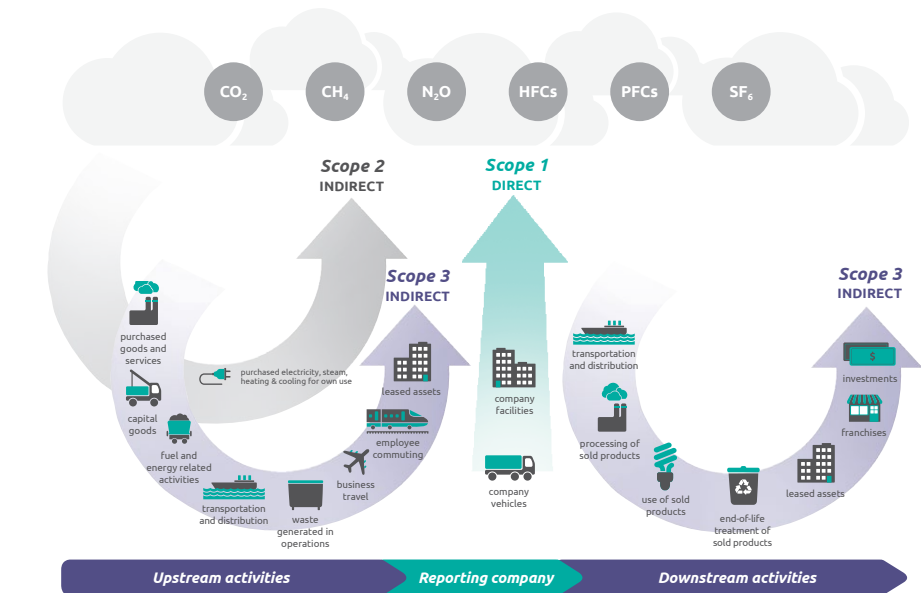 CO₂
CH₄
N₂O
HFCs
PFCs
SF₆
Scope 2
INDIRECT
Scope 1
DIRECT
Scope 3
INDIRECT
Scope 3
INDIRECT
purchased
goods and
services
capital
goods
fuel and
energy related
activities
purchased electricity, steam,
heating & cooling for own use
transportation
and distribution
waste
generated in
operations
business
travel
employee
commuting
leased assets
company
facilities
company
vehicles
transportation
and distribution
processing of
sold products
use of sold
products
end-of-life
treatment of
sold products
leased assets
franchises
$
investments
Upstream activities
Reporting company
Downstream activities